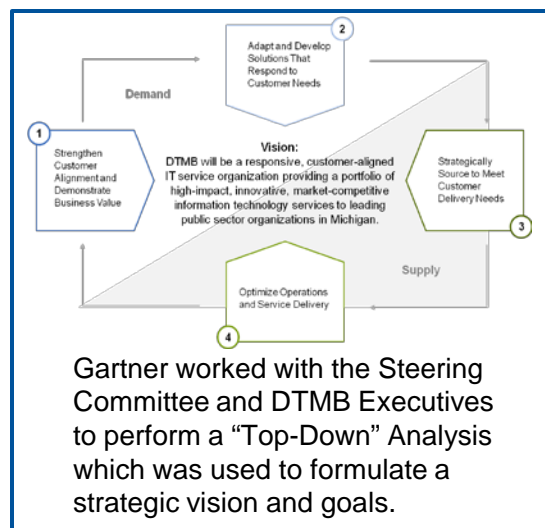 2
Adapt and Develop
Solutions That
Respond to
Customer Needs
Demand
1
Strengthen
Customer
Alignment and
Demonstrate
Business Value
Vision:
DTMB will be a responsive, customer-aligned
IT service organization providing a portfolio of
high-impact, innovative, market-competitive
information technology services to leading
public sector organizations in Michigan.
Strategically
Source to Meet
Customer
Delivery Needs
3
Supply
Optimize Operations
and Service Delivery
4
Gartner worked with the Steering
Committee and DTMB Executives
to perform a “Top-Down” Analysis
which was used to formulate a
strategic vision and goals.